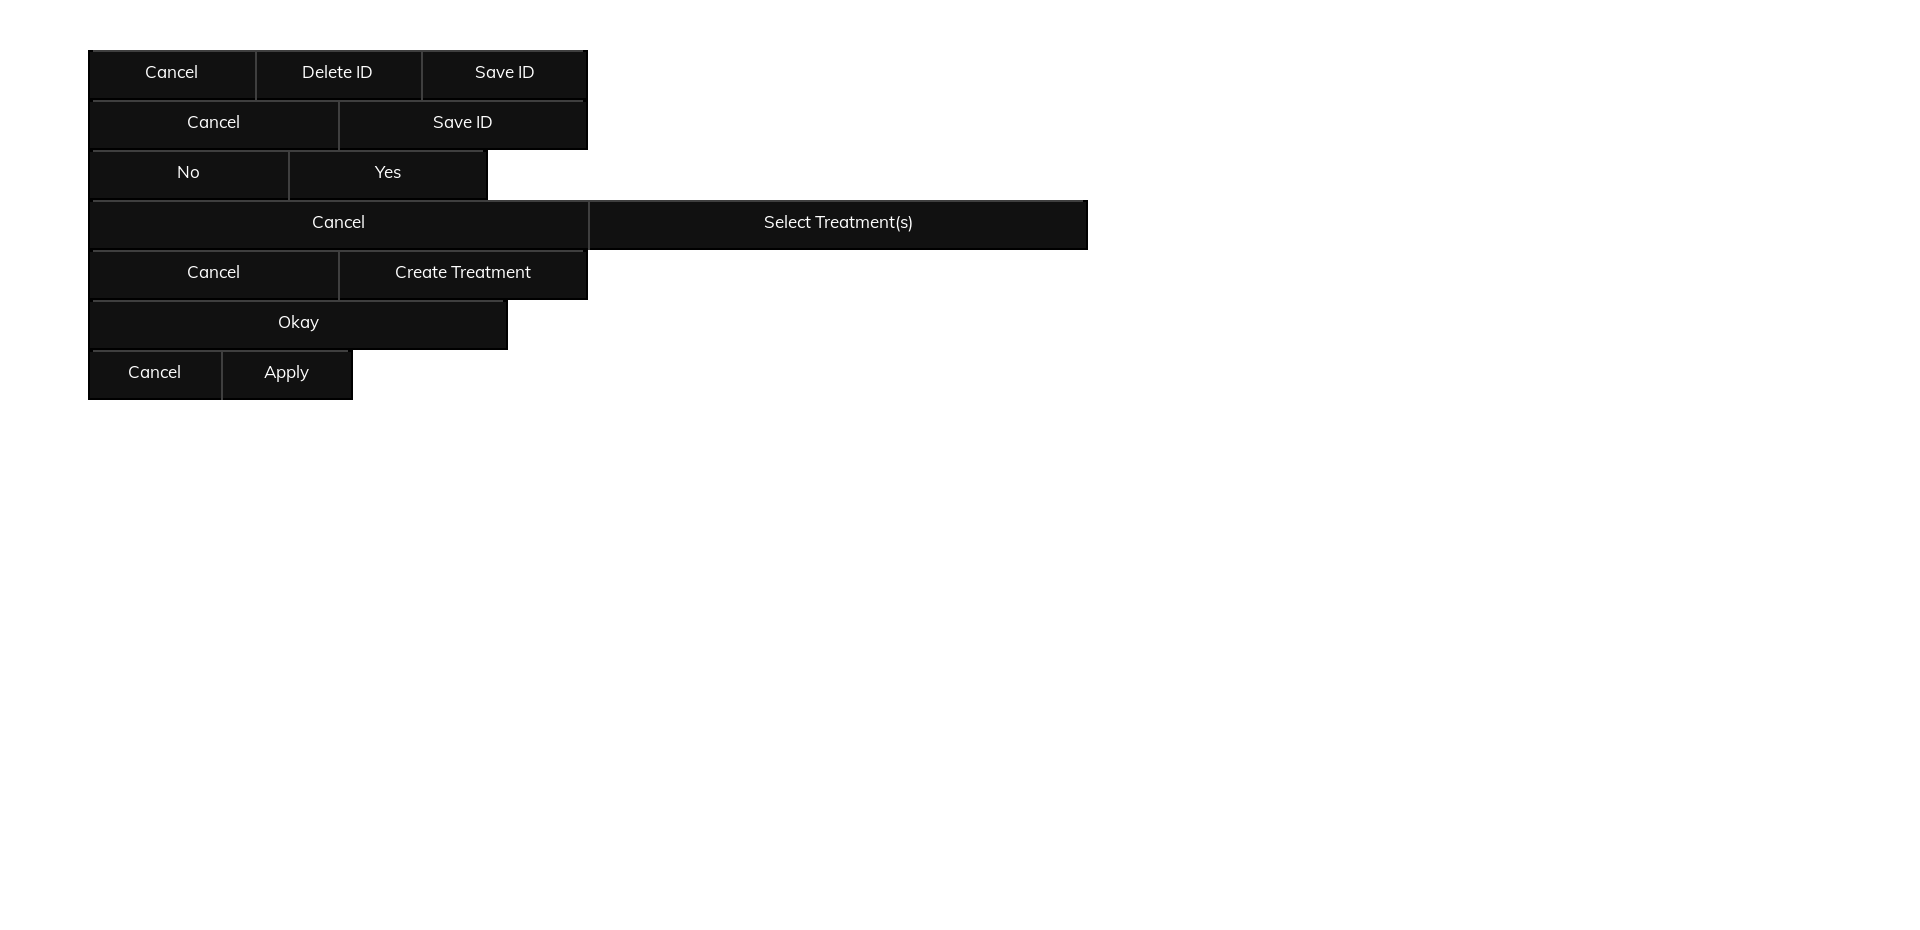 Cancel Delete ID Save ID
Cancel Save ID
No Yes
Cancel Select Treatment(s)
Cancel Create Treatment
Okay
Cancel Apply